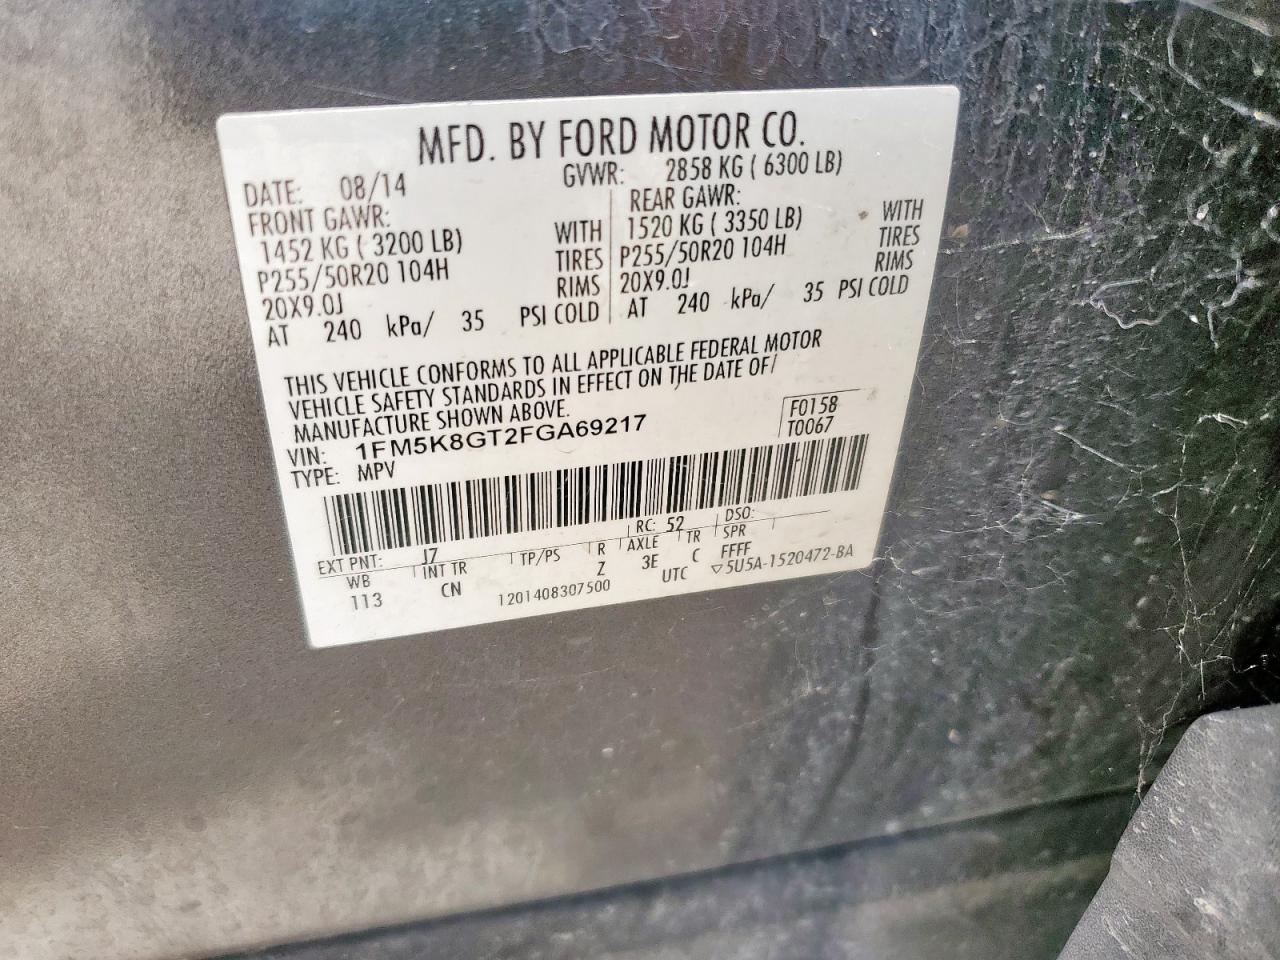 MFD. BY FORD MOTOR CO.
DATE: 08/14 GVWR: 2858 KG ( 6300 LB)
FRONT GAWR: REAR GAWR:
1452 KG ( 3200 LB) WITH 1520 KG ( 3350 LB) WITH
P255/50R20 104H TIRES P255/50R20 104H TIRES
20X9.0J RIMS 20X9.0J RIMS
AT 240 kPa/ 35 PSI COLD AT 240 kPa/ 35 PSI COLD
THIS VEHICLE CONFORMS TO ALL APPLICABLE FEDERAL MOTOR
VEHICLE SAFETY STANDARDS IN EFFECT ON THE DATE OF/
MANUFACTURE SHOWN ABOVE.
VIN: 1FM5K8GT2FGA69217 F0158
TYPE: MPV T0067
RC: 52 DSO:
EXT PNT: J7
WB INT TR TP/PS R AXLE TR SPR
113 CN Z 3E C FFFF
1201408307500 UTC ▽5U5A-1520472-BA